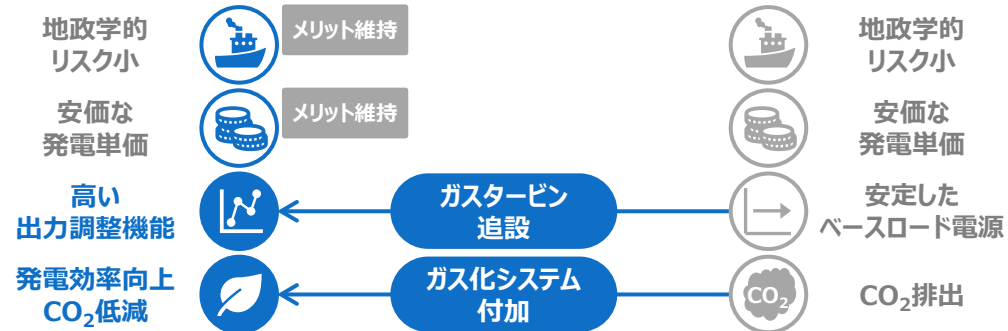 地政学的
リスク小
メリット維持
地政学的
リスク小
安価な
発電単価
メリット維持
安価な
発電単価
高い
出力調整機能
ガスタービン
追設
安定した
ベースロード電源
発電効率向上
CO₂低減
ガス化システム
付加
CO₂
CO₂排出